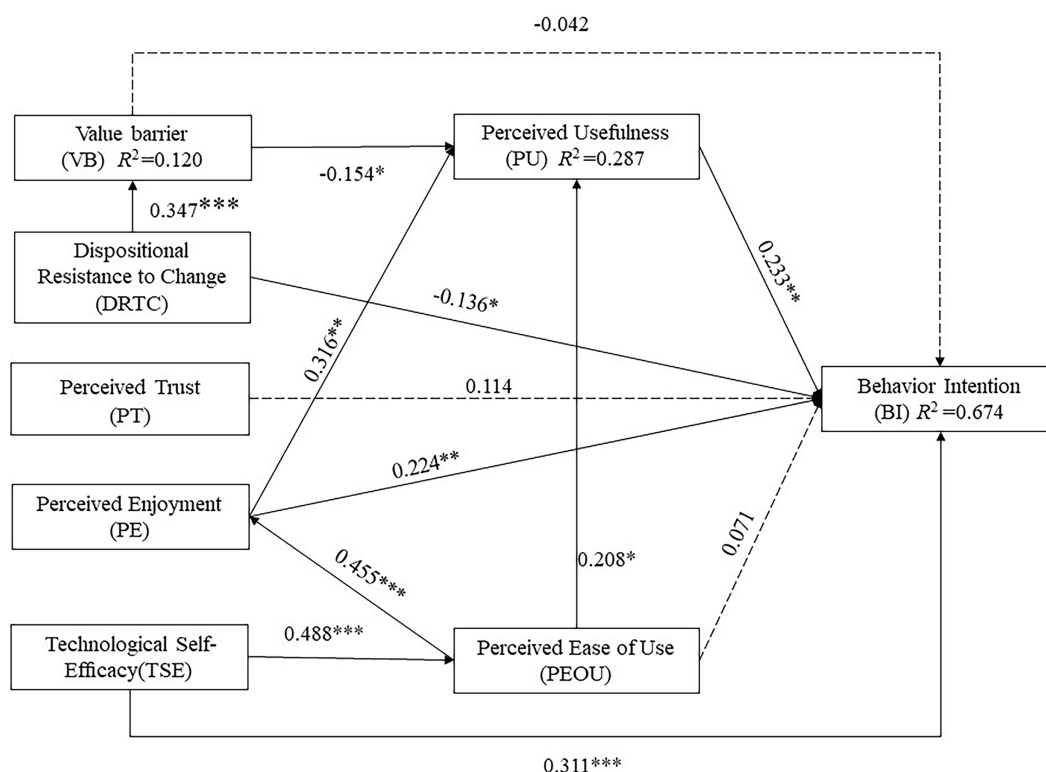 -0.042
Value barrier
(VB) R²=0.120
Perceived Usefulness
(PU) R²=0.287
-0.154*
0.347***
Dispositional
Resistance to Change
(DRTC)
0.233**
-0.136*
0.316**
Perceived Trust
(PT)
0.114
Behavior Intention
(BI) R²=0.674
0.224**
Perceived Enjoyment
(PE)
0.071
0.455***
0.208*
0.488***
Technological Self-
Efficacy(TSE)
Perceived Ease of Use
(PEOU)
0.311***